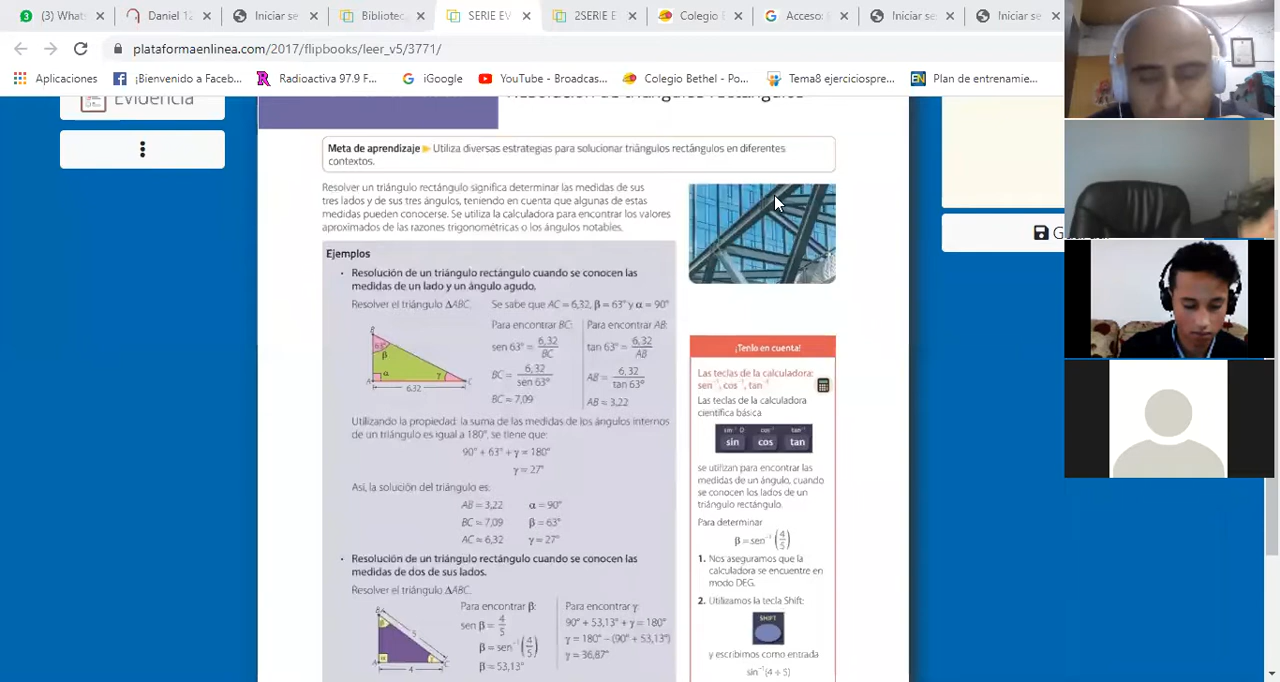 (3) Whats
Daniel 12
Iniciar se
Bibliotec
SERIE EV
2SERIE E
Colegio E
Acceso:
Iniciar se
Iniciar se
plataformaenlinea.com/2017/flipbooks/leer_v5/3771/
Aplicaciones
¡Bienvenido a Faceb...
Radioactiva 97.9 F...
iGoogle
YouTube - Broadcas...
Colegio Bethel - Po...
Tema8 ejerciciospre...
Plan de entrenamie...
Evidencia
Meta de aprendizaje Utiliza diversas estrategias para solucionar triángulos rectángulos en diferentes
contextos.
Resolver un triángulo rectángulo significa determinar las medidas de sus
tres lados y de sus tres ángulos, teniendo en cuenta que algunas de estas
medidas pueden conocerse. Se utiliza la calculadora para encontrar los valores
aproximados de las razones trigonométricas o los ángulos notables.
Ejemplos
· Resolución de un triángulo rectángulo cuando se conocen las
medidas de un lado y un ángulo agudo.
Resolver el triángulo ΔABC. Se sabe que AC = 6,32, β = 63° y α = 90°
Para encontrar BC:
sen 63° = 6,32/BC
BC = 6,32/sen 63°
BC ≈ 7,09
Para encontrar AB:
tan 63° = 6,32/AB
AB = 6,32/tan 63°
AB ≈ 3,22
B
63°
β
α
γ
A
C
6,32
Utilizando la propiedad: la suma de las medidas de los ángulos internos
de un triángulo es igual a 180°, se tiene que:
90° + 63° + γ = 180°
γ = 27°
Así, la solución del triángulo es:
AB ≈ 3,22 α = 90°
BC ≈ 7,09 β = 63°
AC = 6,32 γ = 27°
· Resolución de un triángulo rectángulo cuando se conocen las
medidas de dos de sus lados.
Resolver el triángulo ΔABC.
5
4
Para encontrar β:
sen β = 4/5
β = sen⁻¹(4/5)
β ≈ 53,13°
Para encontrar γ:
90° + 53,13° + γ = 180°
γ = 180° – (90° + 53,13°)
γ ≈ 36,87°
¡Tenlo en cuenta!
Las teclas de la calculadora:
sen⁻¹, cos⁻¹, tan⁻¹
Las teclas de la calculadora
científica básica
sin⁻¹ D cos⁻¹ tan⁻¹
sin cos tan
se utilizan para encontrar las
medidas de un ángulo, cuando
se conocen los lados de un
triángulo rectángulo.
Para determinar
β = sen⁻¹(4/5)
1. Nos aseguramos que la
calculadora se encuentre en
modo DEG.
2. Utilizamos la tecla Shift:
SHIFT
y escribimos como entrada
sin⁻¹(4 ÷ 5)